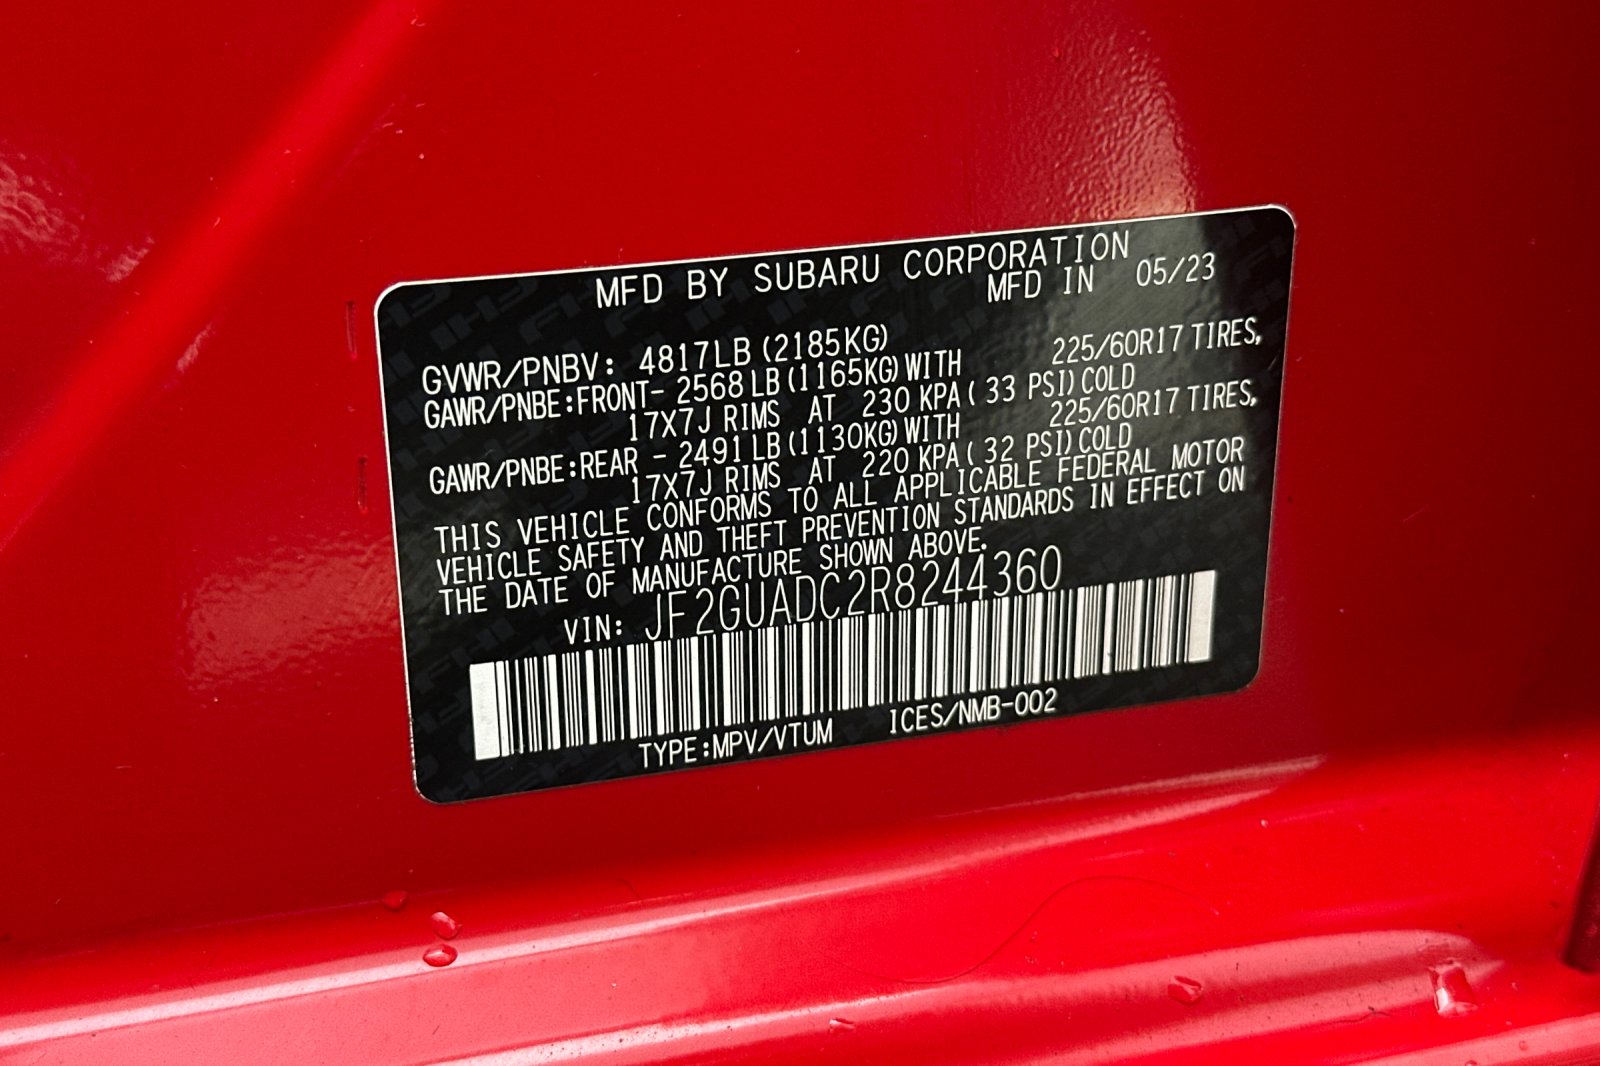 MFD BY SUBARU CORPORATION
MFD IN 05/23
GVWR/PNBV: 4817LB (2185KG)
GAWR/PNBE:FRONT- 2568 LB (1165KG) WITH 225/60R17 TIRES,
17X7J RIMS AT 230 KPA ( 33 PSI) COLD
GAWR/PNBE:REAR - 2491 LB (1130KG) WITH 225/60R17 TIRES,
17X7J RIMS AT 220 KPA ( 32 PSI) COLD
THIS VEHICLE CONFORMS TO ALL APPLICABLE FEDERAL MOTOR
VEHICLE SAFETY AND THEFT PREVENTION STANDARDS IN EFFECT ON
THE DATE OF MANUFACTURE SHOWN ABOVE.
VIN: JF2GUADC2R8244360
TYPE:MPV/VTUM ICES/NMB-002